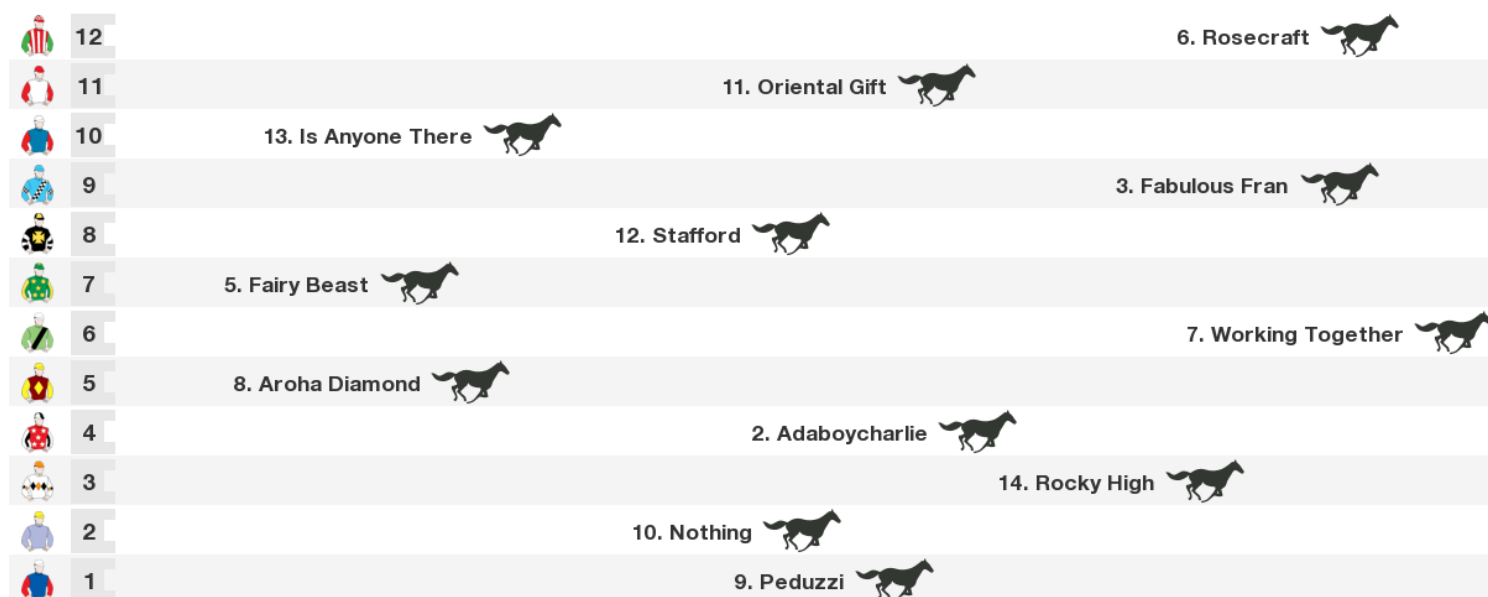 12 6. Rosecraft
11 11. Oriental Gift
10 13. Is Anyone There
9 3. Fabulous Fran
8 12. Stafford
7 5. Fairy Beast
6 7. Working Together
5 8. Aroha Diamond
4 2. Adaboycharlie
3 14. Rocky High
2 10. Nothing
1 9. Peduzzi